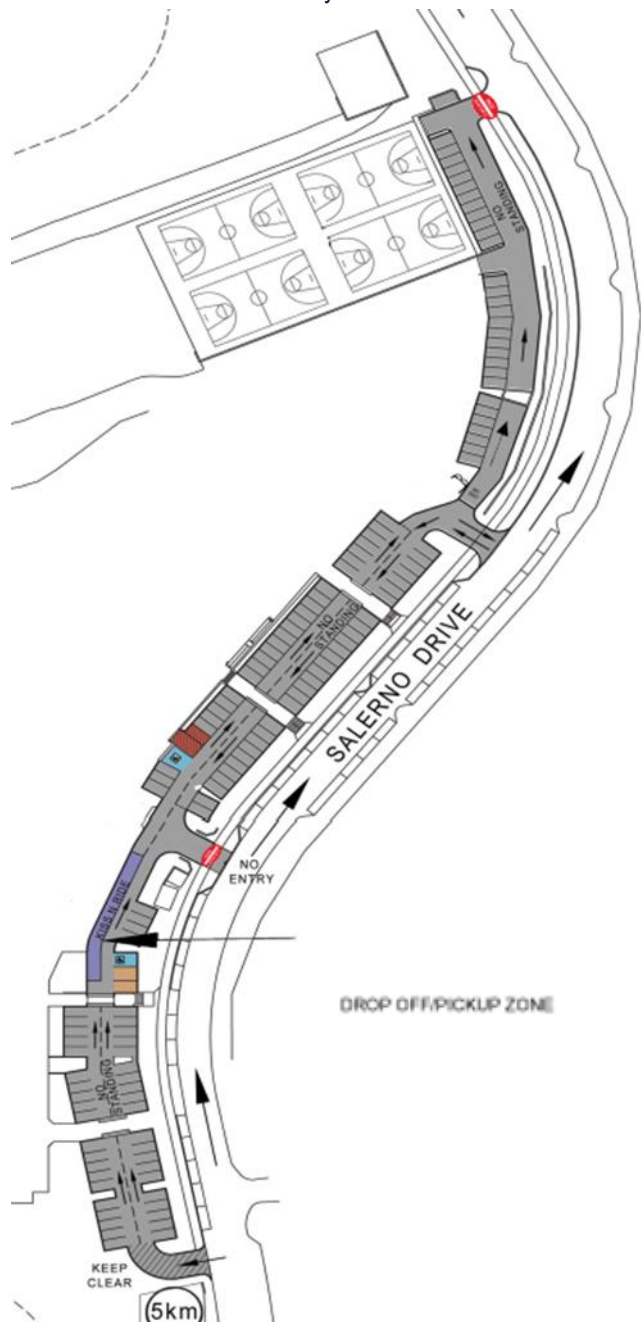 NO
STANDING
NO
STANDING
SALERNO DRIVE
NO
ENTRY
KISS N RIDE
DROP OFF/PICKUP ZONE
NO
STANDING
KEEP
CLEAR
5km